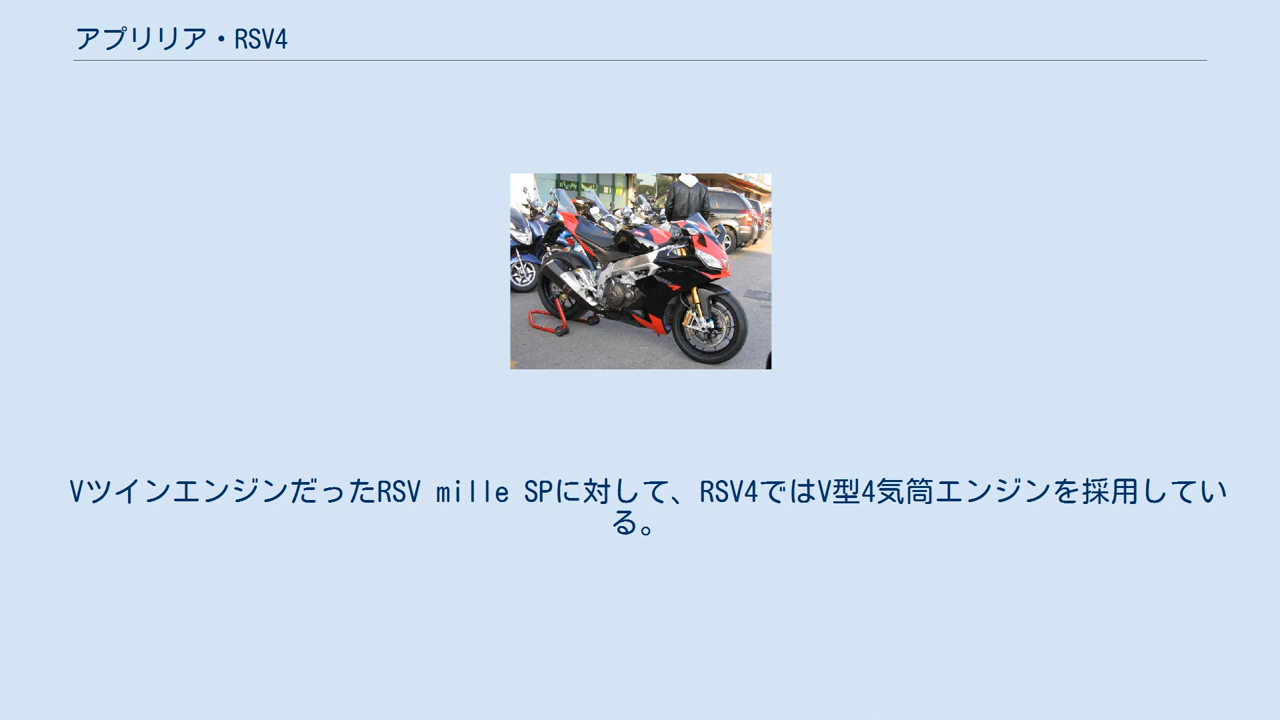 アプリリア・RSV4
VツインエンジンだったRSV mille SPに対して、RSV4ではV型4気筒エンジンを採用してい
る。